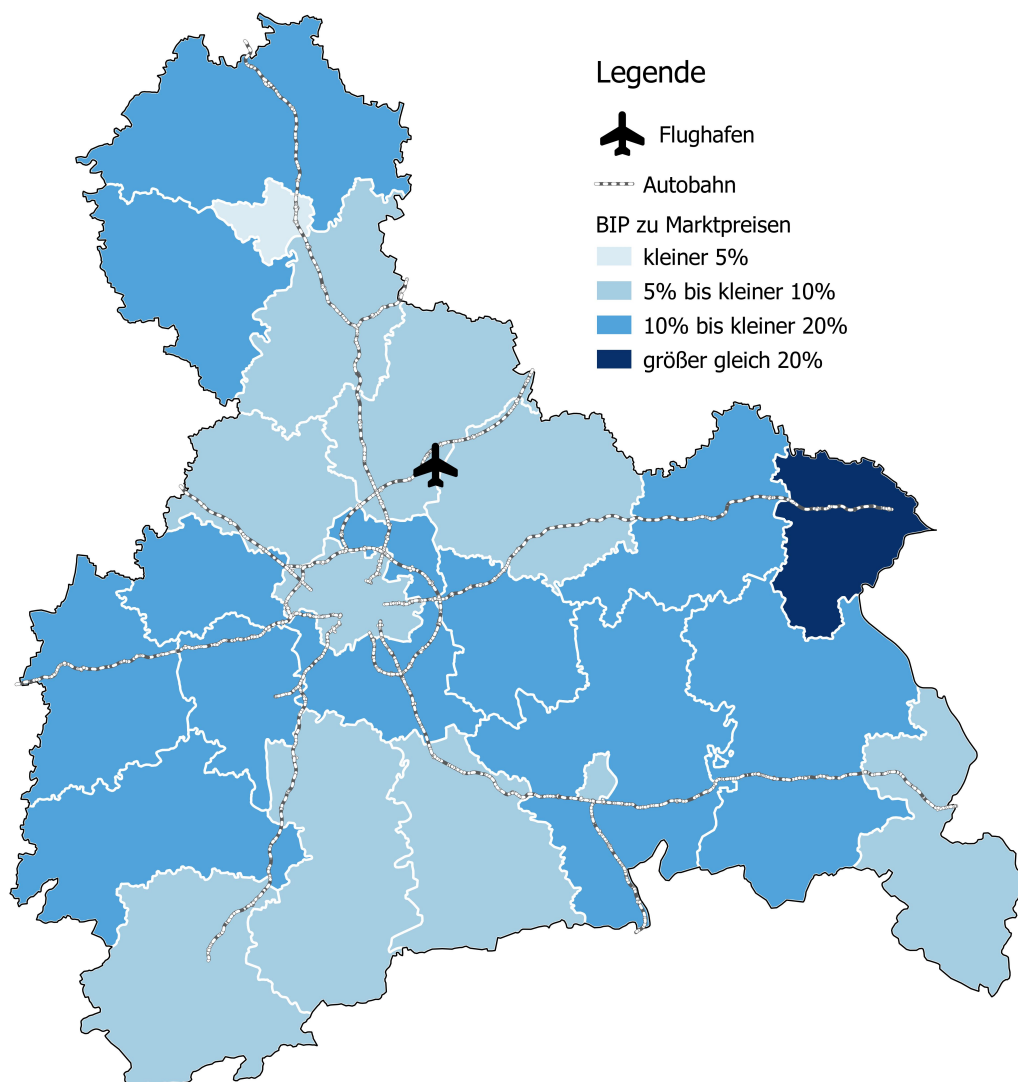 Legende
Flughafen
Autobahn
BIP zu Marktpreisen
kleiner 5%
5% bis kleiner 10%
10% bis kleiner 20%
größer gleich 20%